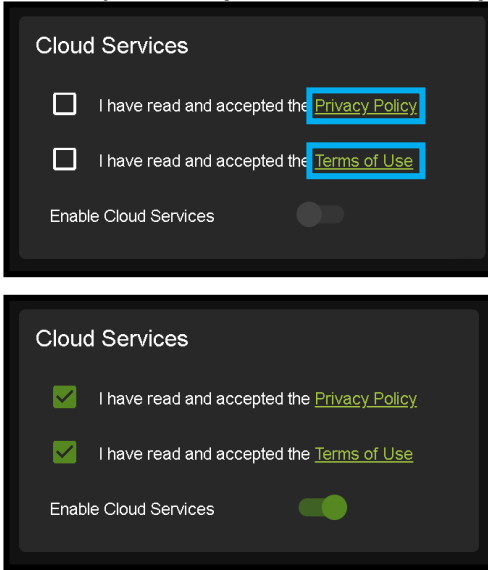 Cloud Services
I have read and accepted the Privacy Policy
I have read and accepted the Terms of Use
Enable Cloud Services
Cloud Services
I have read and accepted the Privacy Policy
I have read and accepted the Terms of Use
Enable Cloud Services